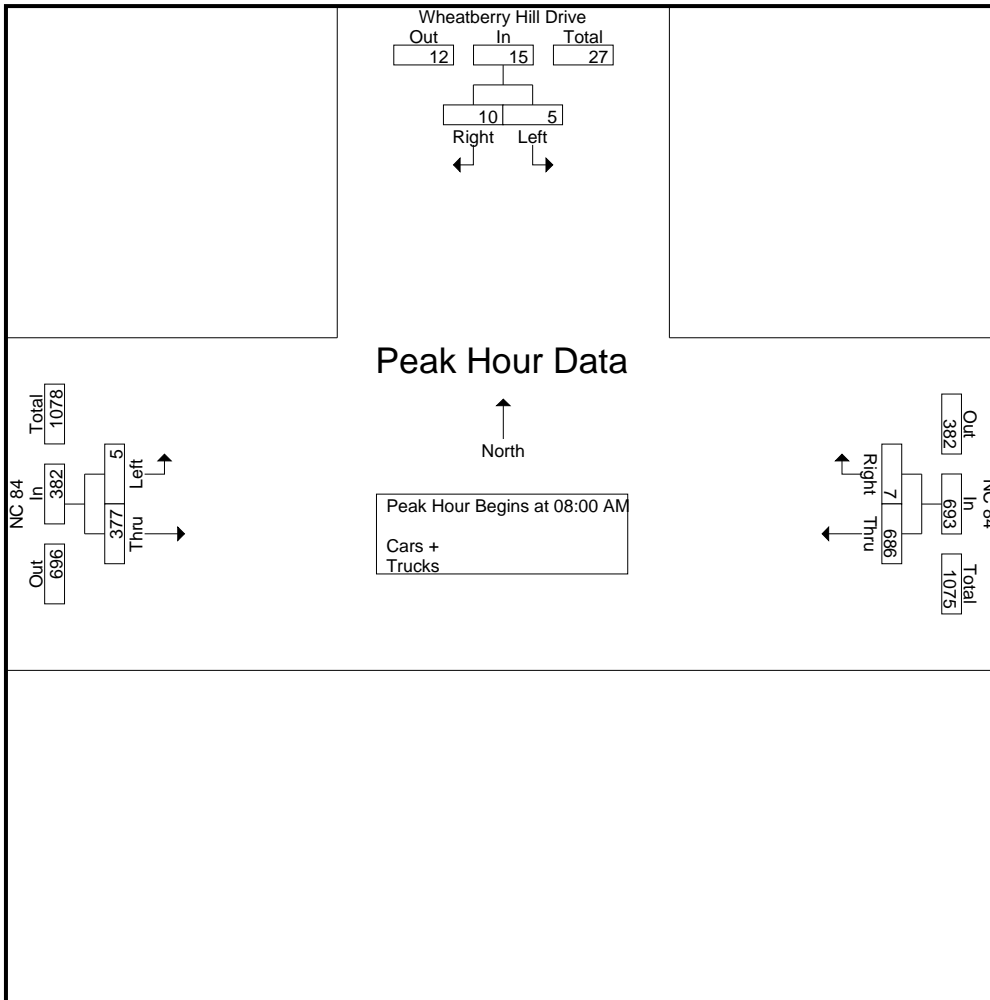 Wheatberry Hill Drive
Out In Total
12 15 27
10 5
Right Left
Peak Hour Data
North
Peak Hour Begins at 08:00 AM
Cars +
Trucks
NC 84
Out In Total
696 382 1078
Thru Left
377 5
NC 84
Out In Total
382 693 1075
Right Thru
7 686